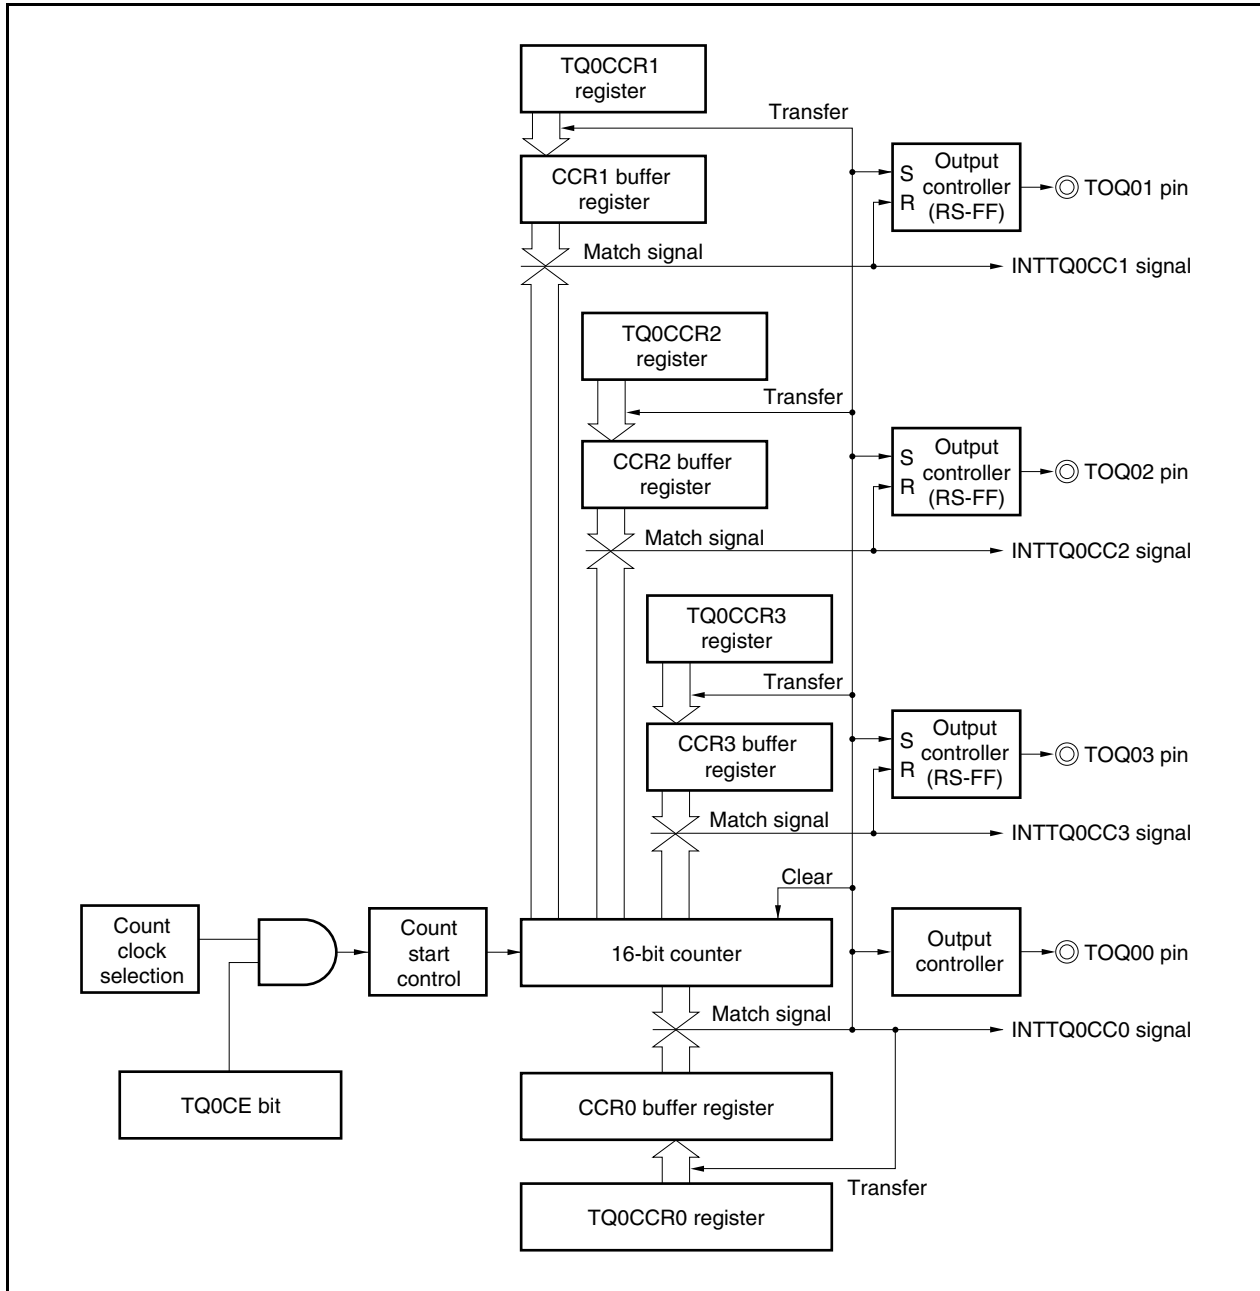 TQ0CCR1
register
Transfer
CCR1 buffer
register
S
R
Output
controller
(RS-FF)
TOQ01 pin
Match signal
INTTQ0CC1 signal
TQ0CCR2
register
Transfer
CCR2 buffer
register
S
R
Output
controller
(RS-FF)
TOQ02 pin
Match signal
INTTQ0CC2 signal
TQ0CCR3
register
Transfer
CCR3 buffer
register
S
R
Output
controller
(RS-FF)
TOQ03 pin
Match signal
INTTQ0CC3 signal
Clear
Count
clock
selection
Count
start
control
16-bit counter
Output
controller
TOQ00 pin
Match signal
INTTQ0CC0 signal
TQ0CE bit
CCR0 buffer register
Transfer
TQ0CCR0 register